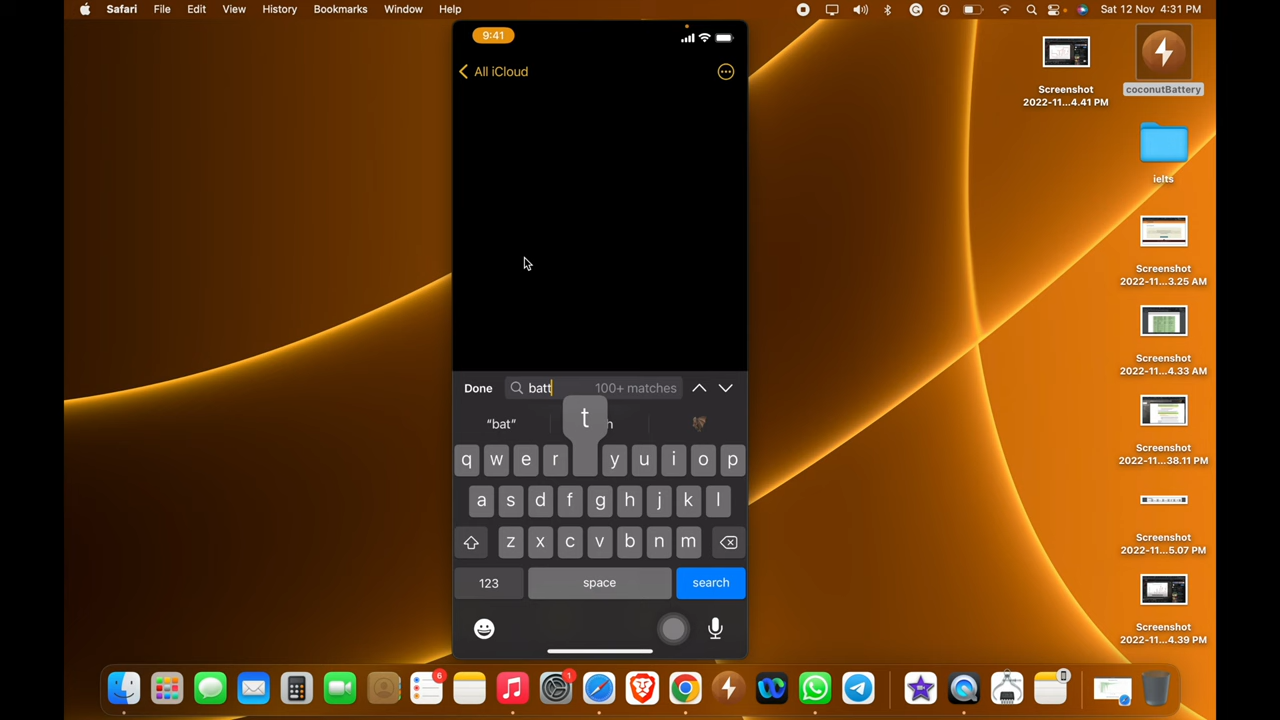 Safari File Edit View History Bookmarks Window Help Sat 12 Nov 4:31 PM
9:41
All iCloud
Done batt 100+ matches
“bat”
t
q w e r y u i o p
a s d f g h j k l
z x c v b n m
123 space search
Screenshot
2022-11...4.41 PM
coconutBattery
ielts
Screenshot
2022-11...3.25 AM
Screenshot
2022-11...4.33 AM
Screenshot
2022-11...38.11 PM
Screenshot
2022-11...5.07 PM
Screenshot
2022-11...4.39 PM
6
1